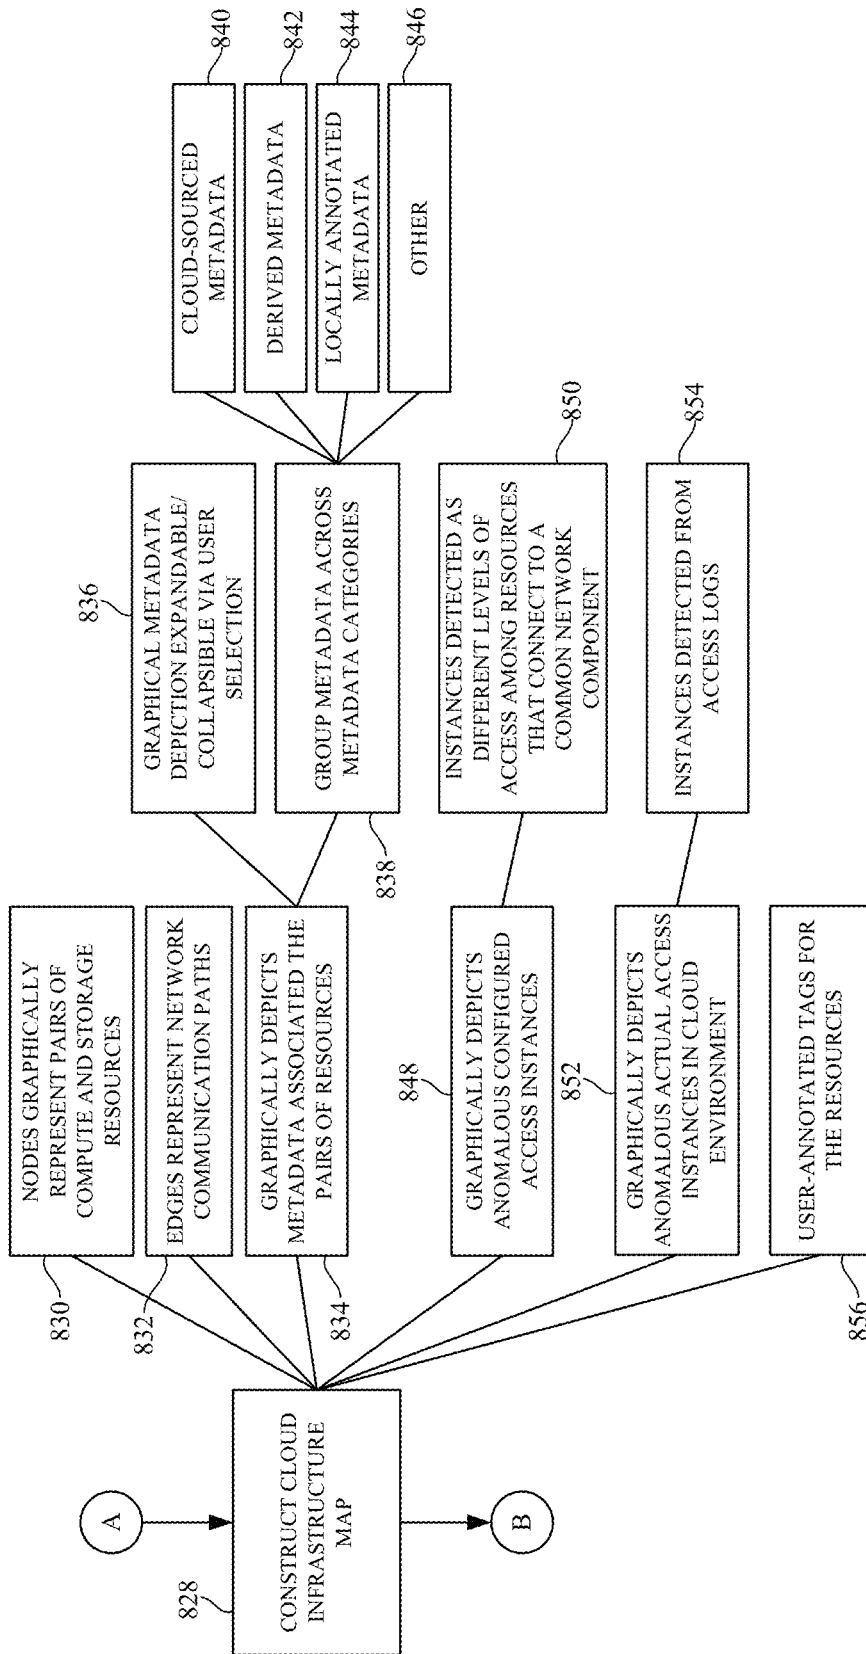 A
828
CONSTRUCT CLOUD
INFRASTRUCTURE
MAP
B
830
NODES GRAPHICALLY
REPRESENT PAIRS OF
COMPUTE AND STORAGE
RESOURCES
832
EDGES REPRESENT NETWORK
COMMUNICATION PATHS
834
GRAPHICALLY DEPICTS
METADATA ASSOCIATED THE
PAIRS OF RESOURCES
836
GRAPHICAL METADATA
DEPICTION EXPANDABLE/
COLLAPSIBLE VIA USER
SELECTION
838
GROUP METADATA ACROSS
METADATA CATEGORIES
CLOUD-SOURCED
METADATA
840
DERIVED METADATA
842
LOCALLY ANNOTATED
METADATA
844
OTHER
846
848
GRAPHICALLY DEPICTS
ANOMALOUS CONFIGURED
ACCESS INSTANCES
INSTANCES DETECTED AS
DIFFERENT LEVELS OF
ACCESS AMONG RESOURCES
THAT CONNECT TO A
COMMON NETWORK
COMPONENT
850
852
GRAPHICALLY DEPICTS
ANOMALOUS ACTUAL ACCESS
INSTANCES IN CLOUD
ENVIRONMENT
INSTANCES DETECTED FROM
ACCESS LOGS
854
USER-ANNOTATED TAGS FOR
THE RESOURCES
856